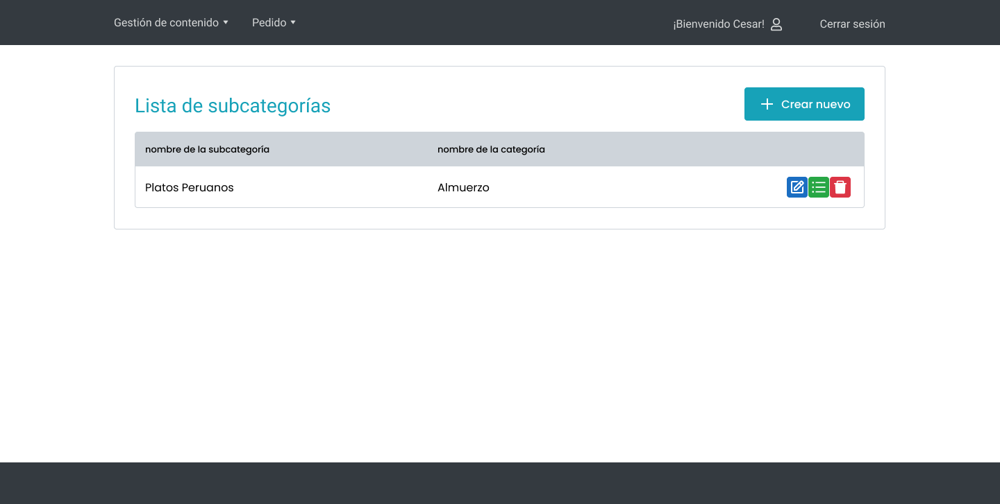 Gestión de contenido Pedido ¡Bienvenido Cesar! Cerrar sesión
Lista de subcategorías Crear nuevo
nombre de la subcategoría nombre de la categoría
Platos Peruanos Almuerzo